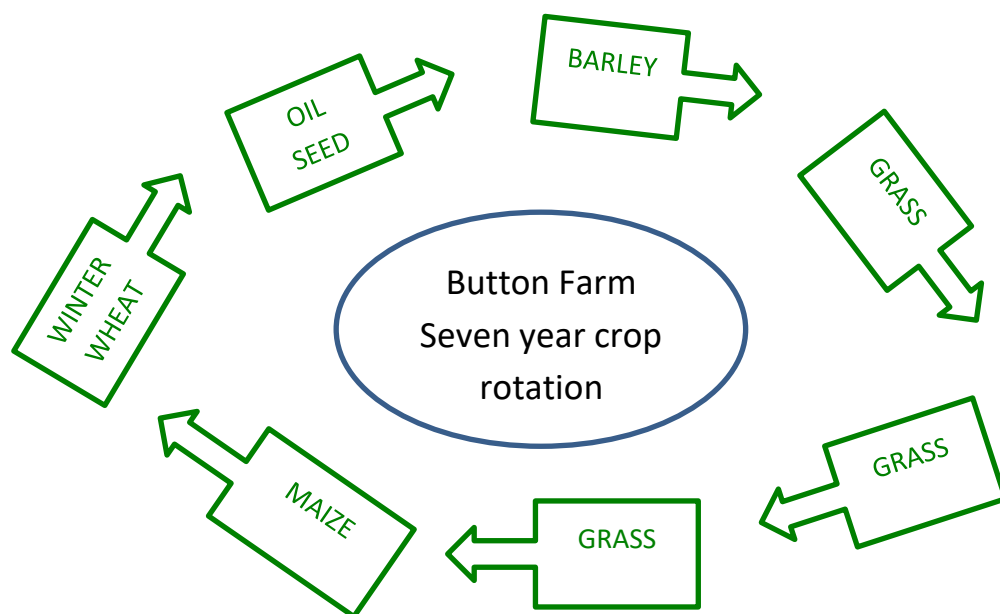 OIL
SEED
BARLEY
GRASS
GRASS
GRASS
MAIZE
WINTER
WHEAT
Button Farm
Seven year crop
rotation